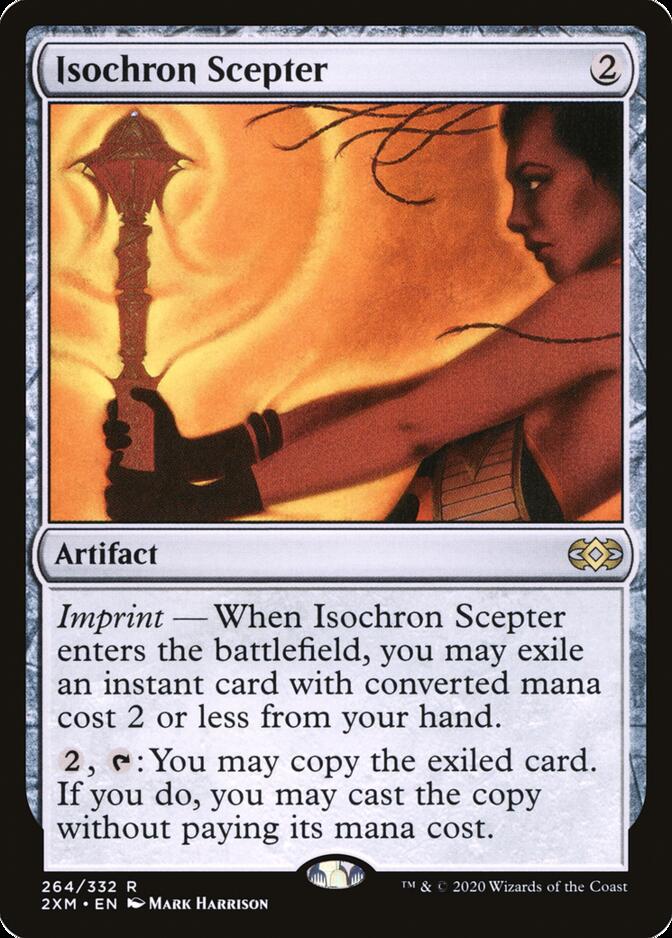 Isochron Scepter 2
Artifact
Imprint — When Isochron Scepter
enters the battlefield, you may exile
an instant card with converted mana
cost 2 or less from your hand.
2, : You may copy the exiled card.
If you do, you may cast the copy
without paying its mana cost.
264/332 R
2XM • EN MARK HARRISON
™ & © 2020 Wizards of the Coast